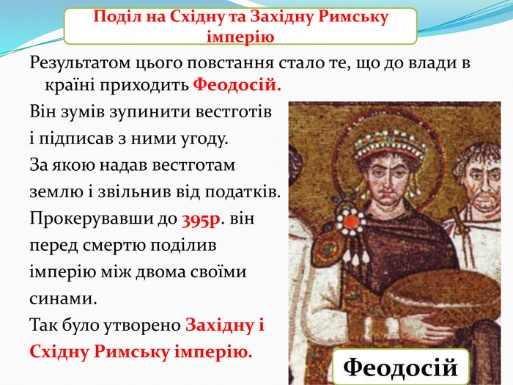 Поділ на Східну та Західну Римську
імперію
Результатом цього повстання стало те, що до влади в
країні приходить Феодосій.
Він зумів зупинити вестготів
і підписав з ними угоду.
За якою надав вестготам
землю і звільнив від податків.
Прокерувавши до 395р. він
перед смертю поділив
імперію між двома своїми
синами.
Так було утворено Західну і
Східну Римську імперію.
Феодосій